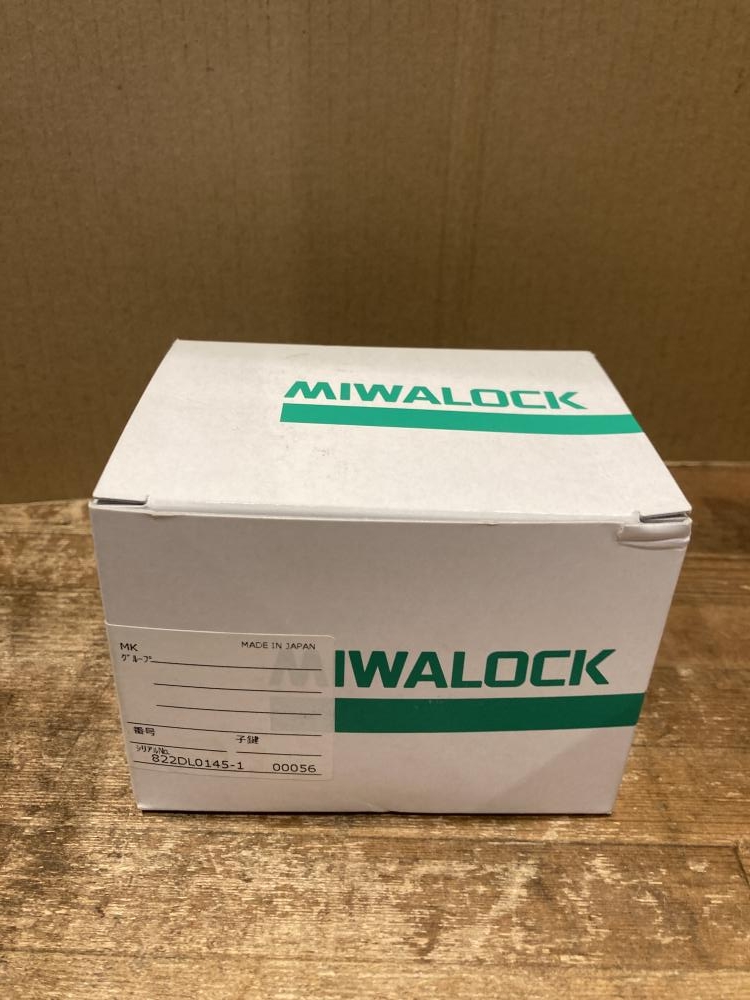 MIWALOCK
MIWALOCK
MK
MADE IN JAPAN
グループ
番号
子鍵
シリアルNo.
822DL0145-1 00056